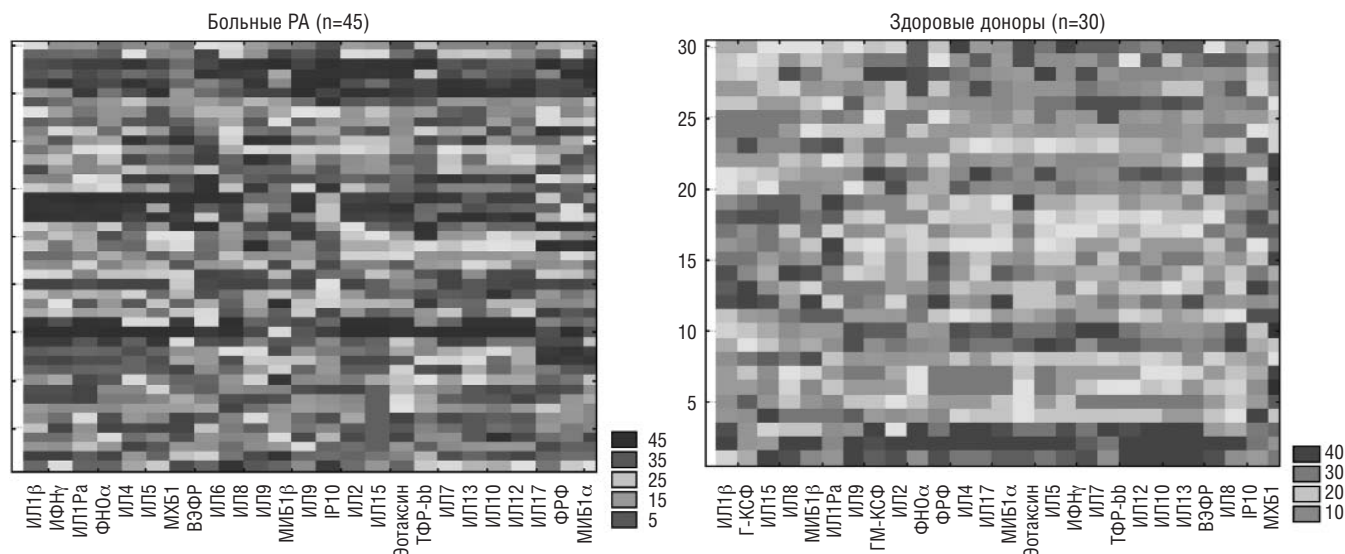 Больные РА (n=45)
45
35
25
15
5
ИЛ1β
ИФНγ
ИЛ1Ра
ФНОα
ИЛ4
ИЛ5
МХБ1
ВЭФР
ИЛ6
ИЛ8
ИЛ9
МИБ1β
ИЛ9
IP10
ИЛ2
ИЛ15
Эотаксин
ТФР-bb
ИЛ7
ИЛ13
ИЛ10
ИЛ12
ИЛ17
ФРФ
МИБ1α
Здоровые доноры (n=30)
30
25
20
15
10
5
40
30
20
10
ИЛ1β
Г-КСФ
ИЛ15
ИЛ8
МИБ1β
ИЛ1Ра
ИЛ9
ГМ-КСФ
ИЛ2
ФНОα
ФРФ
ИЛ4
ИЛ17
МИБ1α
Эотаксин
ИЛ5
ИФНγ
ИЛ7
ТФР-bb
ИЛ12
ИЛ10
ИЛ13
ВЭФР
ИЛ8
IP10
МХБ1